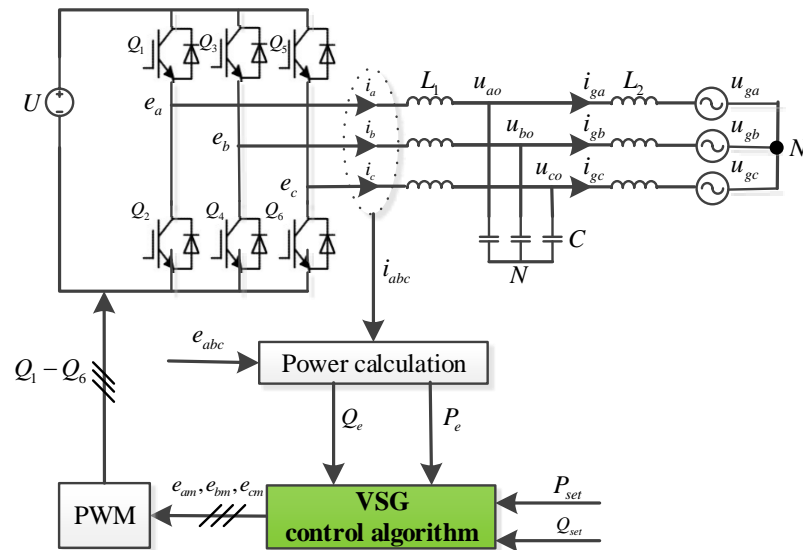 Q1 Q3 Q5
U
ea
eb
ec
ia
ib
ic
L1 uao iga L2 uga
ubo igb ugb
uco igc ugc
N
Q2 Q4 Q6
C
N
iabc
eabc
Power calculation
Q1 − Q6
Qe Pe
eam, ebm, ecm
PWM
VSG
control algorithm
Pset
Qset